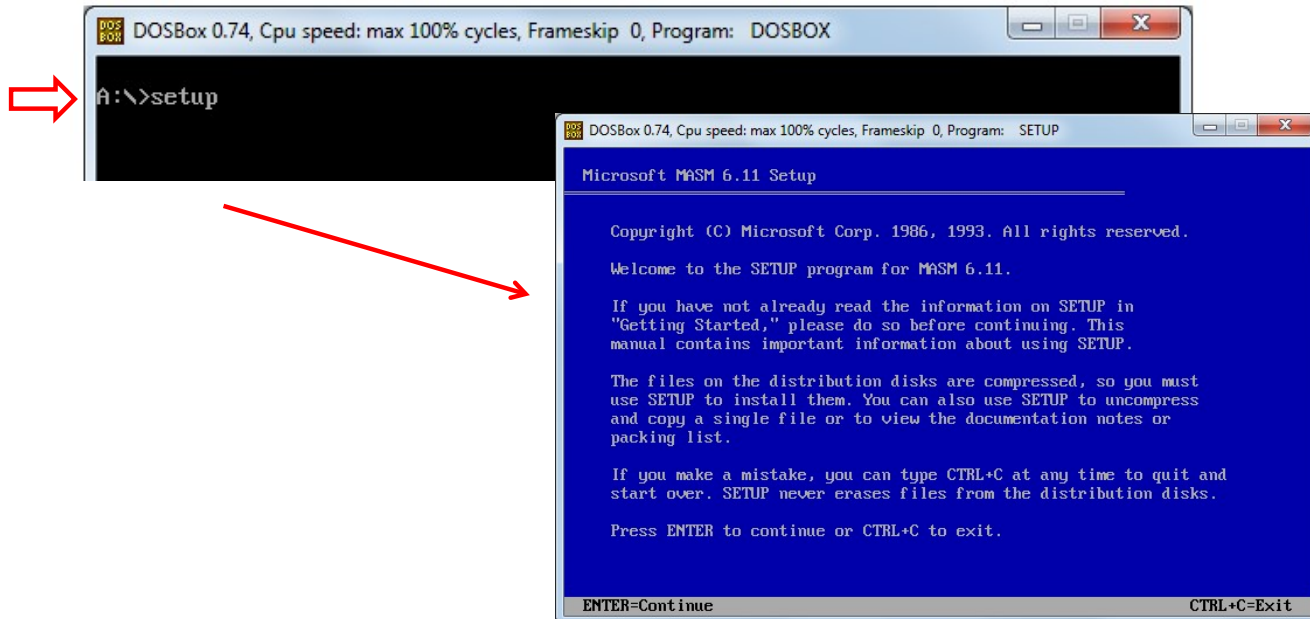 DOSBox 0.74, Cpu speed: max 100% cycles, Frameskip 0, Program: DOSBOX
A:\>setup
DOSBox 0.74, Cpu speed: max 100% cycles, Frameskip 0, Program: SETUP
Microsoft MASM 6.11 Setup
Copyright (C) Microsoft Corp. 1986, 1993. All rights reserved.
Welcome to the SETUP program for MASM 6.11.
If you have not already read the information on SETUP in
"Getting Started," please do so before continuing. This
manual contains important information about using SETUP.
The files on the distribution disks are compressed, so you must
use SETUP to install them. You can also use SETUP to uncompress
and copy a single file or to view the documentation notes or
packing list.
If you make a mistake, you can type CTRL+C at any time to quit and
start over. SETUP never erases files from the distribution disks.
Press ENTER to continue or CTRL+C to exit.
ENTER=Continue CTRL+C=Exit